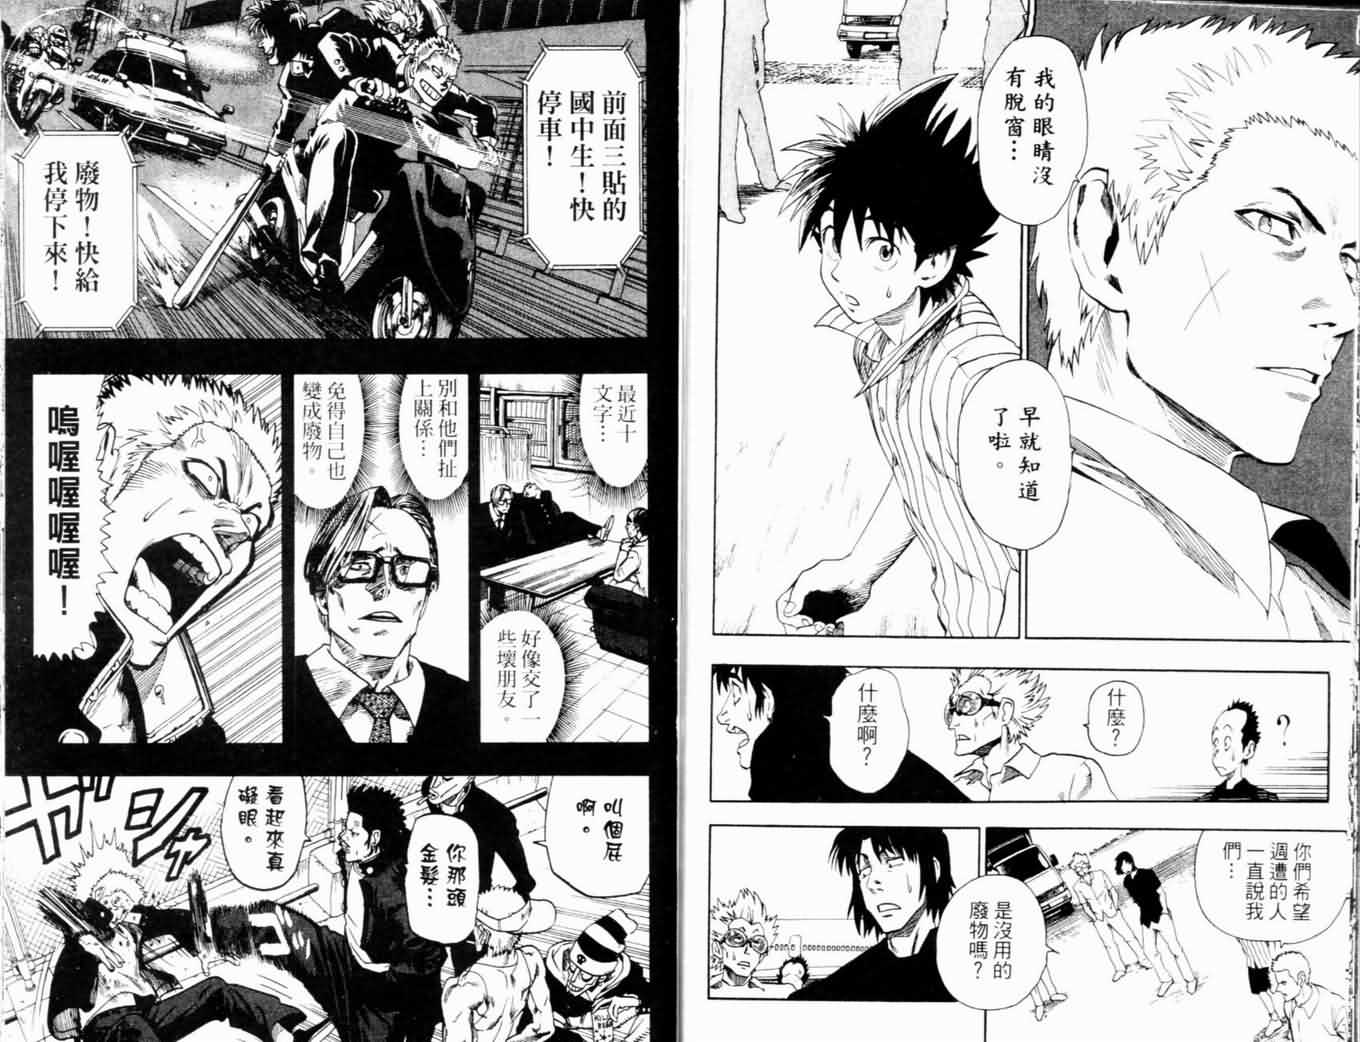 我的眼睛沒
有脫窗…
早就知道
了啦。
?
什麼?
什麼啊?
你們希望
週遭的人
一直說我
們…
是沒用的
廢物嗎?
前面三貼的
國中生!快
停車!
廢物!快給
我停下來!
最近十
文字…
好像交了一
些壞朋友。
別和他們扯
上關係…
免得自己也
變成廢物。
嗚喔喔喔喔!
叫個屁
啊。
你那頭
金髮…
看起來真
礙眼。
ガシャ